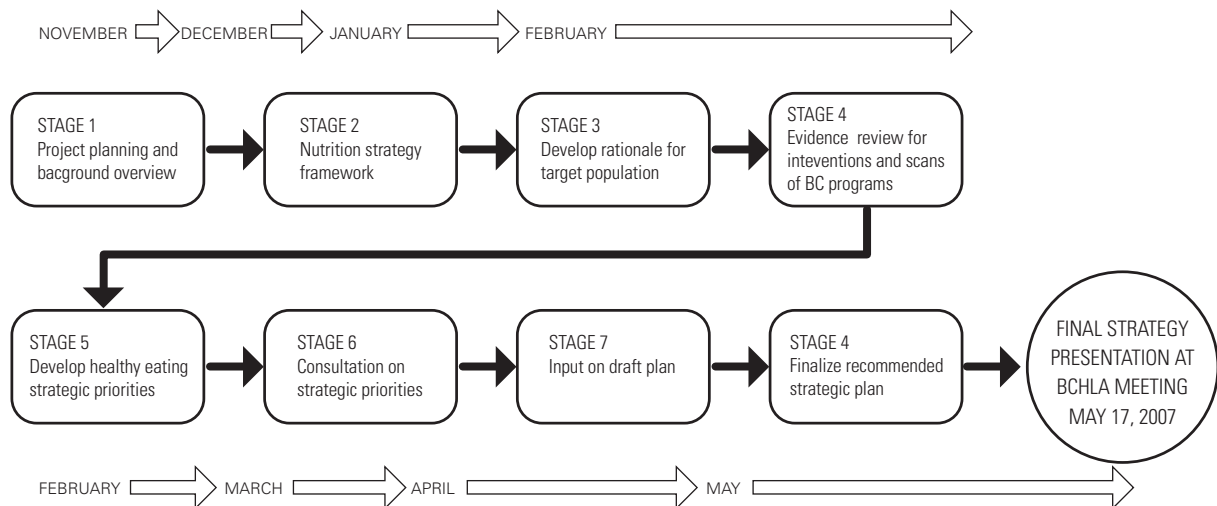 NOVEMBER DECEMBER JANUARY FEBRUARY
STAGE 1
Project planning and
bacground overview
STAGE 2
Nutrition strategy
framework
STAGE 3
Develop rationale for
target population
STAGE 4
Evidence review for
inteventions and scans
of BC programs
STAGE 5
Develop healthy eating
strategic priorities
STAGE 6
Consultation on
strategic priorities
STAGE 7
Input on draft plan
STAGE 4
Finalize recommended
strategic plan
FINAL STRATEGY
PRESENTATION AT
BCHLA MEETING
MAY 17, 2007
FEBRUARY MARCH APRIL MAY